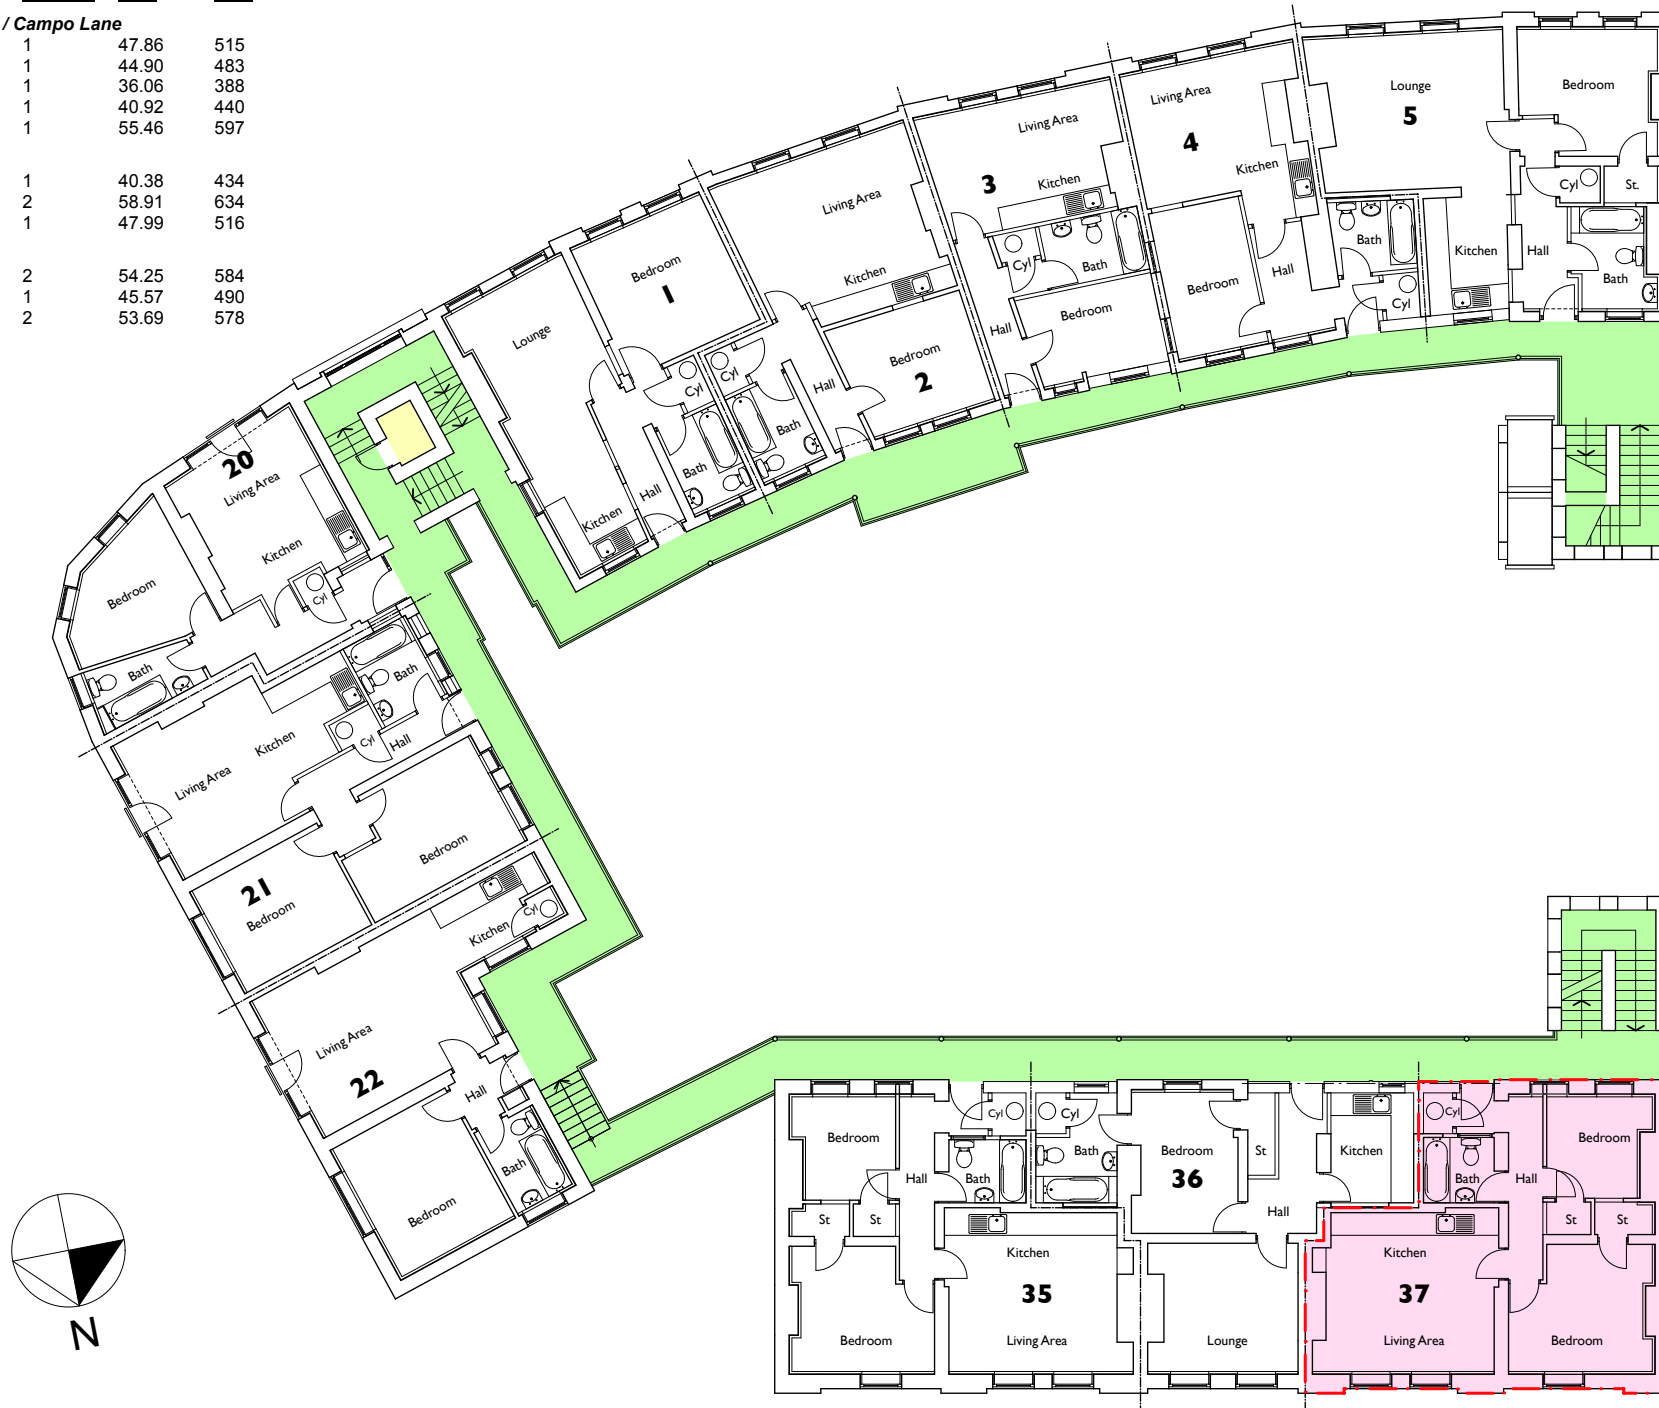 / Campo Lane
1 47.86 515
1 44.90 483
1 36.06 388
1 40.92 440
1 55.46 597
1 40.38 434
2 58.91 634
1 47.99 516
2 54.25 584
1 45.57 490
2 53.69 578
Lounge
5
Bedroom
Cyl
St.
Kitchen
Hall
Bath
Living Area
4
Kitchen
Bath
Bedroom
Hall
Cyl
Living Area
3
Kitchen
Cyl
Bath
Hall
Bedroom
Living Area
Kitchen
Bedroom
2
Cyl
Hall
Bath
Bedroom
1
Lounge
Cyl
Bath
Hall
Kitchen
20
Living Area
Kitchen
Cyl
Bedroom
Bath
Bath
Kitchen
Cyl
Hall
Living Area
Bedroom
21
Bedroom
Kitchen
Cyl
Living Area
22
Hall
Bath
Bedroom
N
Bedroom
Cyl
Hall
Bath
St
St
Kitchen
35
Bedroom
Living Area
Cyl
Bath
Bedroom
36
St
Kitchen
Hall
Lounge
Cyl
Bedroom
Bath
Hall
St
St
Kitchen
37
Living Area
Bedroom